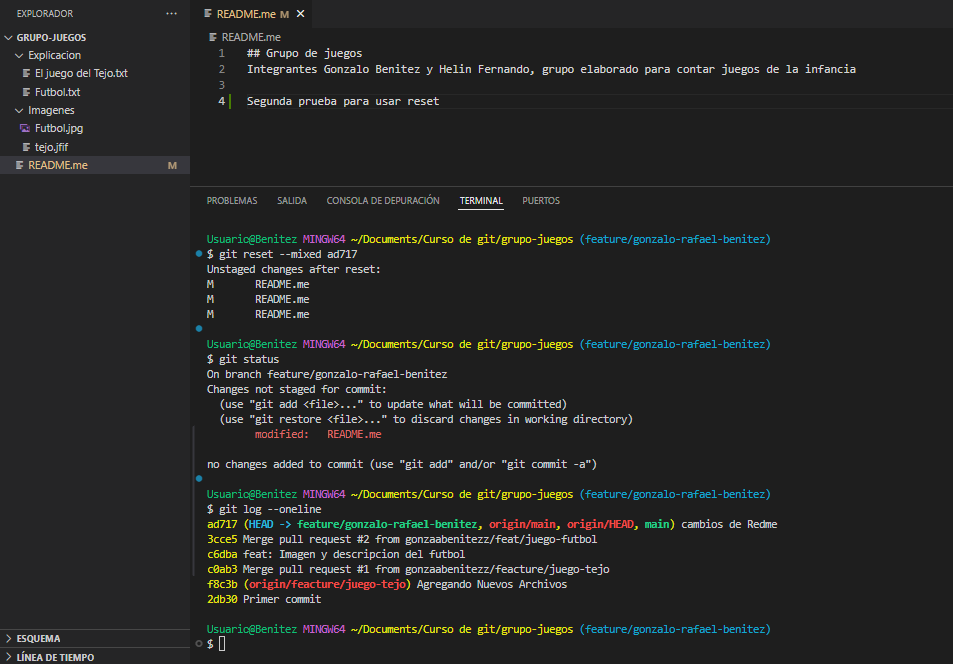 EXPLORADOR
GRUPO-JUEGOS
Explicacion
El juego del Tejo.txt
Futbol.txt
Imagenes
Futbol.jpg
tejo.jfif
README.me M
ESQUEMA
LÍNEA DE TIEMPO
README.me M
README.me
1 ## Grupo de juegos
2 Integrantes Gonzalo Benitez y Helin Fernando, grupo elaborado para contar juegos de la infancia
3
4 Segunda prueba para usar reset
PROBLEMAS SALIDA CONSOLA DE DEPURACIÓN TERMINAL PUERTOS
Usuario@Benitez MINGW64 ~/Documents/Curso de git/grupo-juegos (feature/gonzalo-rafael-benitez)
$ git reset --mixed ad717
Unstaged changes after reset:
M README.me
M README.me
M README.me
Usuario@Benitez MINGW64 ~/Documents/Curso de git/grupo-juegos (feature/gonzalo-rafael-benitez)
$ git status
On branch feature/gonzalo-rafael-benitez
Changes not staged for commit:
(use "git add <file>..." to update what will be committed)
(use "git restore <file>..." to discard changes in working directory)
modified: README.me
no changes added to commit (use "git add" and/or "git commit -a")
Usuario@Benitez MINGW64 ~/Documents/Curso de git/grupo-juegos (feature/gonzalo-rafael-benitez)
$ git log --oneline
ad717 (HEAD -> feature/gonzalo-rafael-benitez, origin/main, origin/HEAD, main) cambios de Redme
3cce5 Merge pull request #2 from gonzaabenitezz/feat/juego-futbol
c6dba feat: Imagen y descripcion del futbol
c0ab3 Merge pull request #1 from gonzaabenitezz/feacture/juego-tejo
f8c3b (origin/feacture/juego-tejo) Agregando Nuevos Archivos
2db30 Primer commit
Usuario@Benitez MINGW64 ~/Documents/Curso de git/grupo-juegos (feature/gonzalo-rafael-benitez)
$